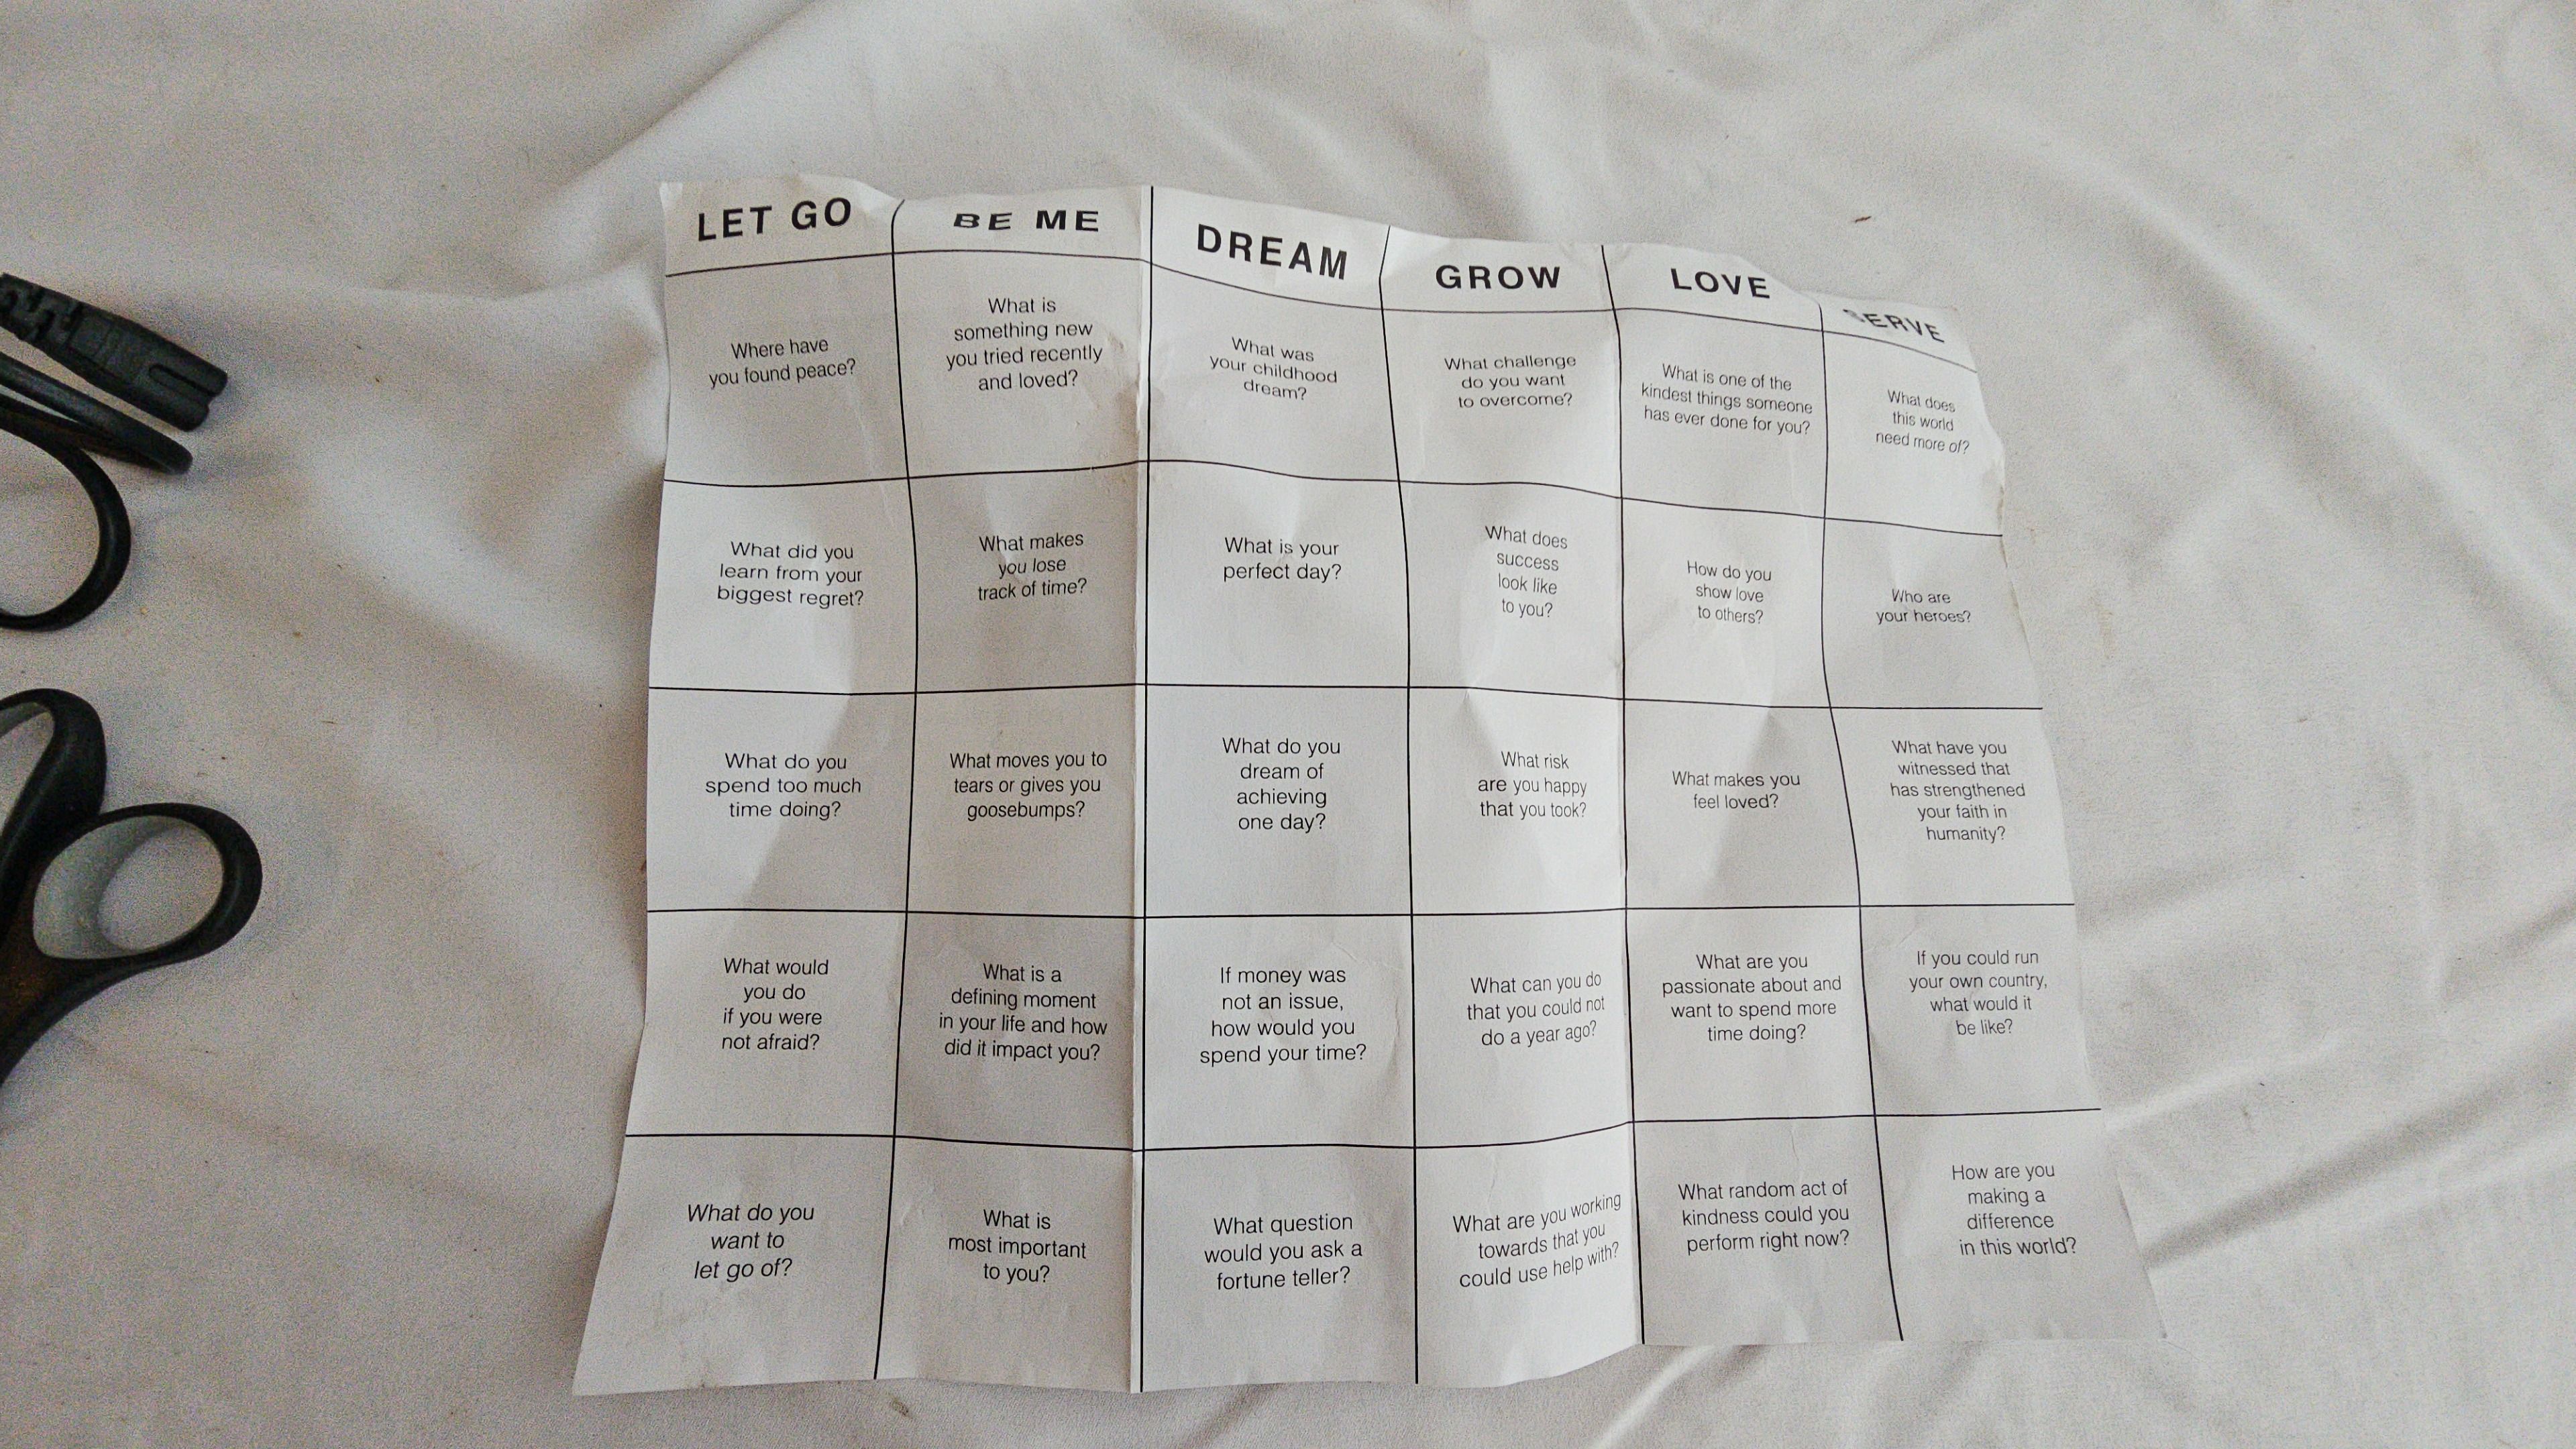 LET GO
BE ME
DREAM
GROW
LOVE
SERVE
Where have
you found peace?
What is
something new
you tried recently
and loved?
What was
your childhood
dream?
What challenge
do you want
to overcome?
What is one of the
kindest things someone
has ever done for you?
What does
this world
need more of?
What did you
learn from your
biggest regret?
What makes
you lose
track of time?
What is your
perfect day?
What does
success
look like
to you?
How do you
show love
to others?
Who are
your heroes?
What do you
spend too much
time doing?
What moves you to
tears or gives you
goosebumps?
What do you
dream of
achieving
one day?
What risk
are you happy
that you took?
What makes you
feel loved?
What have you
witnessed that
has strengthened
your faith in
humanity?
What would
you do
if you were
not afraid?
What is a
defining moment
in your life and how
did it impact you?
If money was
not an issue,
how would you
spend your time?
What can you do
that you could not
do a year ago?
What are you
passionate about and
want to spend more
time doing?
If you could run
your own country,
what would it
be like?
What do you
want to
let go of?
What is
most important
to you?
What question
would you ask a
fortune teller?
What are you working
towards that you
could use help with?
What random act of
kindness could you
perform right now?
How are you
making a
difference
in this world?